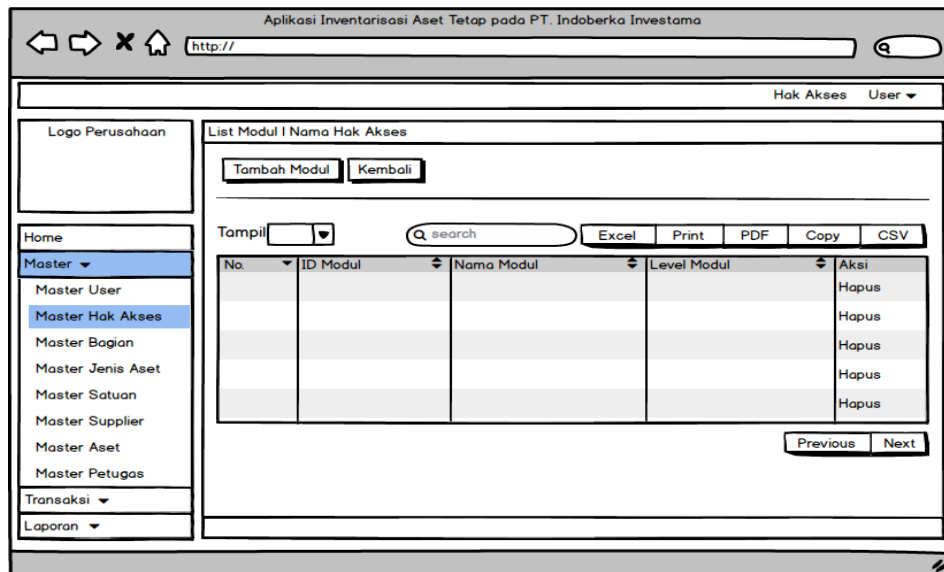 Aplikasi Inventarisasi Aset Tetap pada PT. Indoberka Investama
http://
Hak Akses User
Logo Perusahaan
List Modul | Nama Hak Akses
Tambah Modul Kembali
Tampil search Excel Print PDF Copy CSV
Home
Master
Master User
Master Hak Akses
Master Bagian
Master Jenis Aset
Master Satuan
Master Supplier
Master Aset
Master Petugas
Transaksi
Laporan
No. ID Modul Nama Modul Level Modul Aksi
Hapus
Hapus
Hapus
Hapus
Hapus
Previous Next